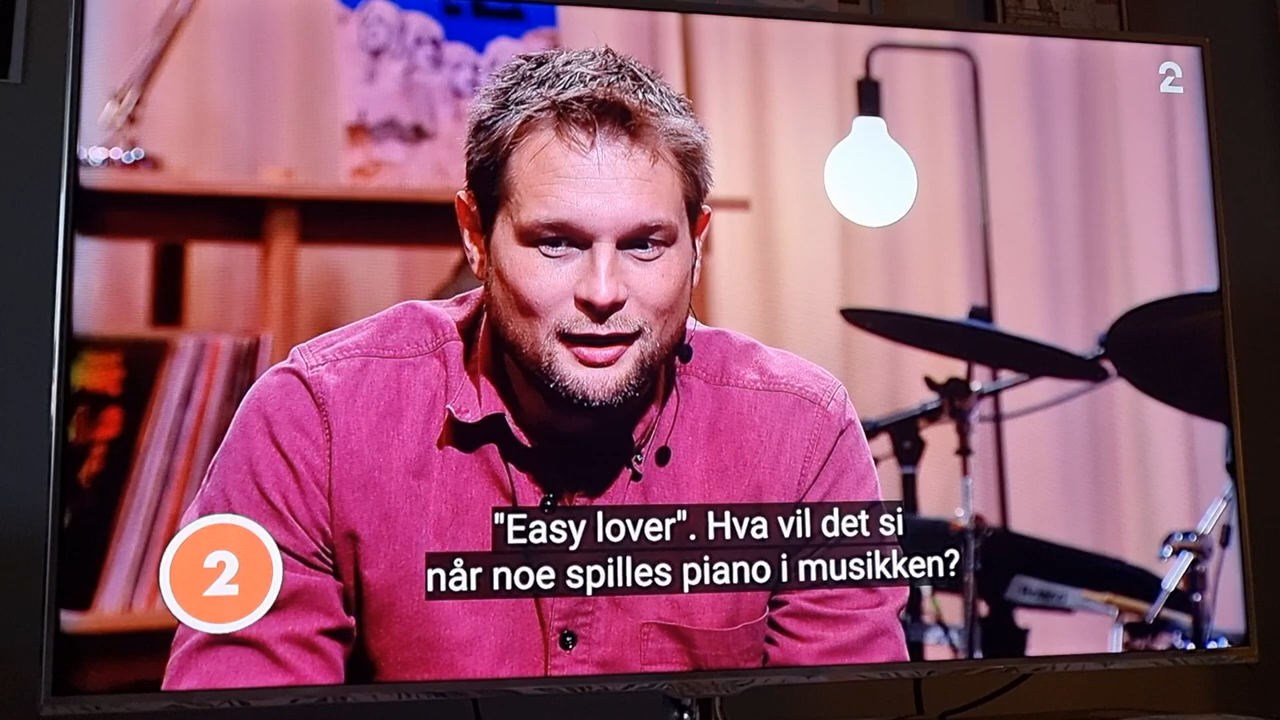 2
"Easy lover". Hva vil det si
når noe spilles piano i musikken?
2